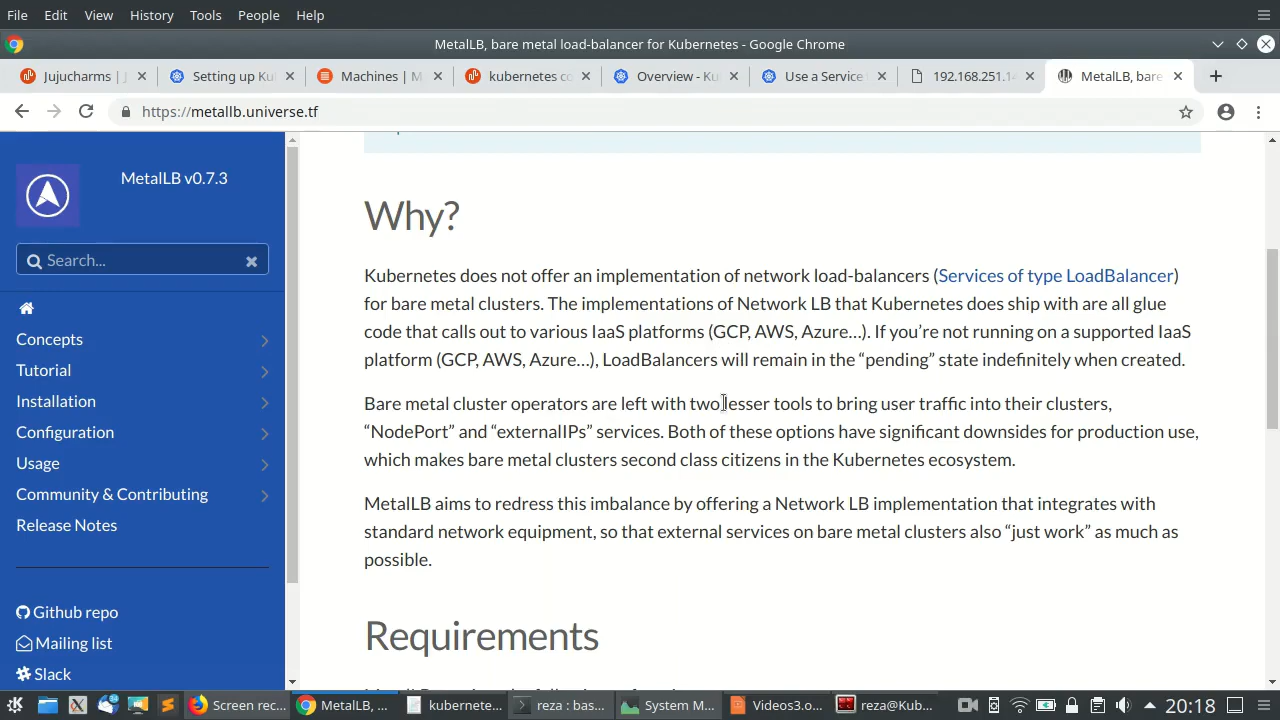 File Edit View History Tools People Help
MetalLB, bare metal load-balancer for Kubernetes - Google Chrome
Jujucharms | J
Setting up Ku
Machines | M
kubernetes co
Overview - Ku
Use a Service
192.168.251.1
MetalLB, bare
https://metallb.universe.tf
MetalLB v0.7.3
Search...
Concepts
Tutorial
Installation
Configuration
Usage
Community & Contributing
Release Notes
Github repo
Mailing list
Slack
Why?
Kubernetes does not offer an implementation of network load-balancers (Services of type LoadBalancer)
for bare metal clusters. The implementations of Network LB that Kubernetes does ship with are all glue
code that calls out to various IaaS platforms (GCP, AWS, Azure…). If you’re not running on a supported IaaS
platform (GCP, AWS, Azure…), LoadBalancers will remain in the “pending” state indefinitely when created.
Bare metal cluster operators are left with two lesser tools to bring user traffic into their clusters,
“NodePort” and “externalIPs” services. Both of these options have significant downsides for production use,
which makes bare metal clusters second class citizens in the Kubernetes ecosystem.
MetalLB aims to redress this imbalance by offering a Network LB implementation that integrates with
standard network equipment, so that external services on bare metal clusters also “just work” as much as
possible.
Requirements
Screen rec...
MetalLB, ...
kubernete...
reza : bas...
System M...
Videos3.o...
reza@Kub...
20:18